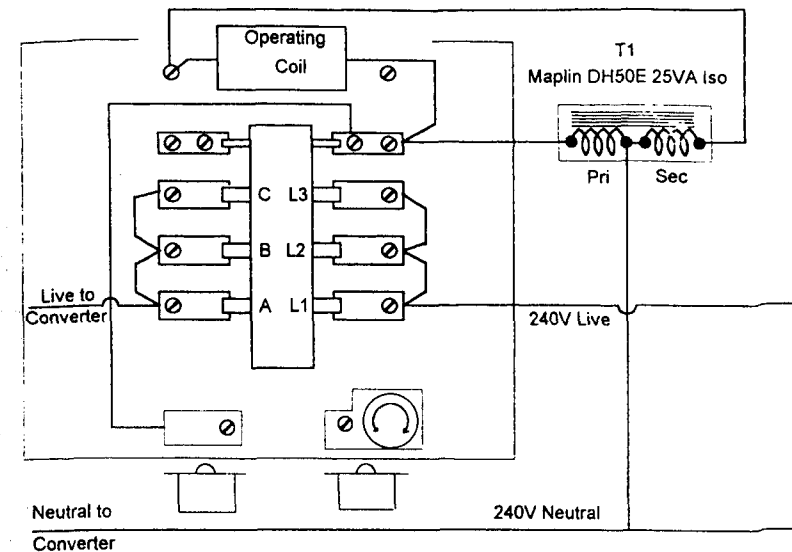 Operating
Coil
T1
Maplin DH50E 25VA Iso
Pri Sec
C L3
B L2
A L1
Live to
Converter
240V Live
Neutral to
Converter
240V Neutral